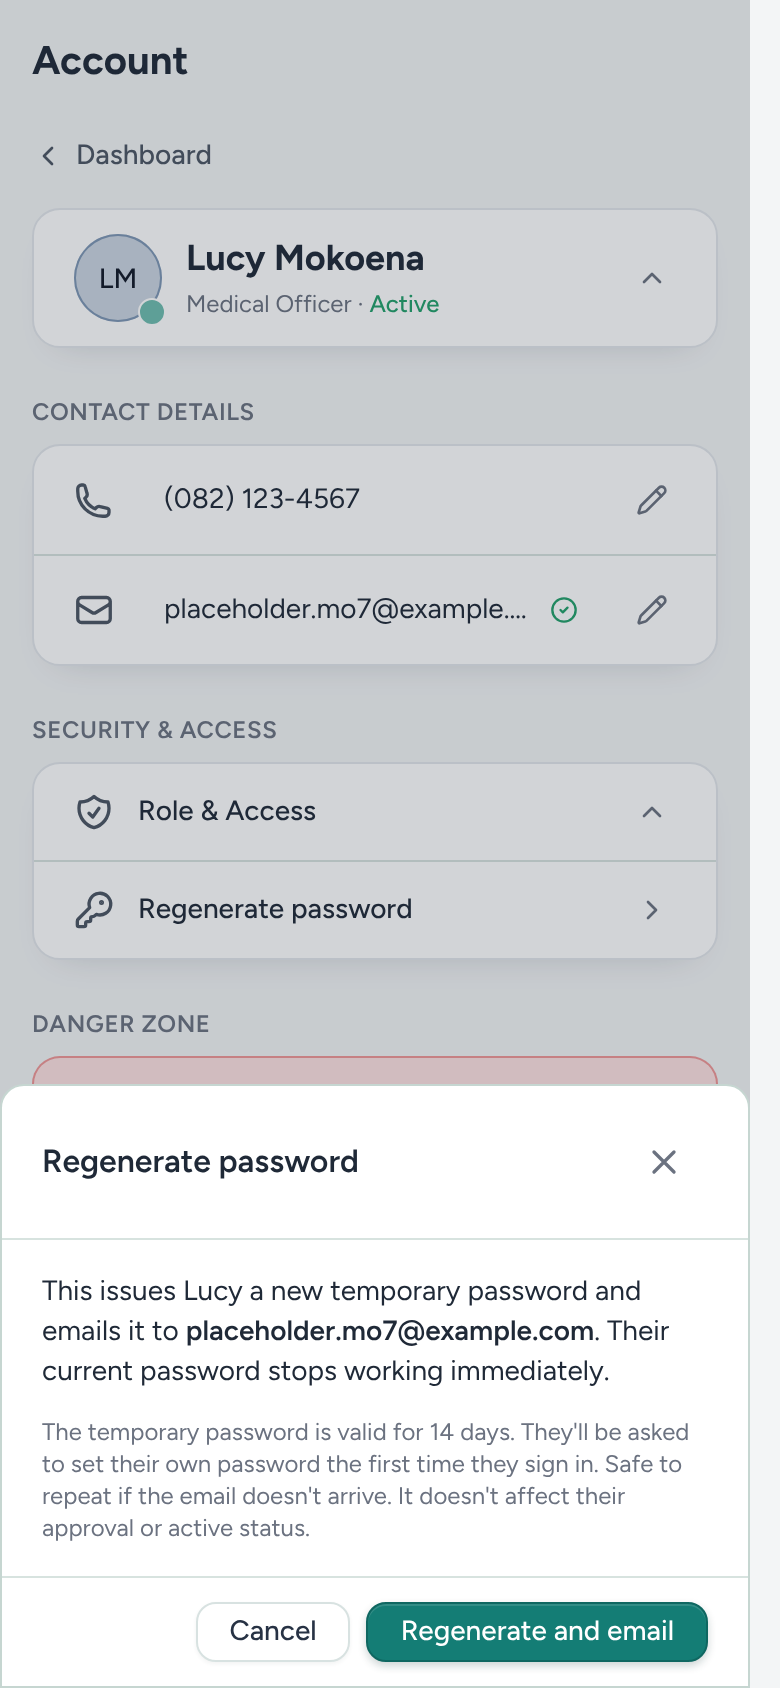 Account
Dashboard
LM
Lucy Mokoena
Medical Officer · Active
CONTACT DETAILS
(082) 123-4567
placeholder.mo7@example....
SECURITY & ACCESS
Role & Access
Regenerate password
DANGER ZONE
Regenerate password
This issues Lucy a new temporary password and
emails it to placeholder.mo7@example.com. Their
current password stops working immediately.
The temporary password is valid for 14 days. They'll be asked
to set their own password the first time they sign in. Safe to
repeat if the email doesn't arrive. It doesn't affect their
approval or active status.
Cancel
Regenerate and email